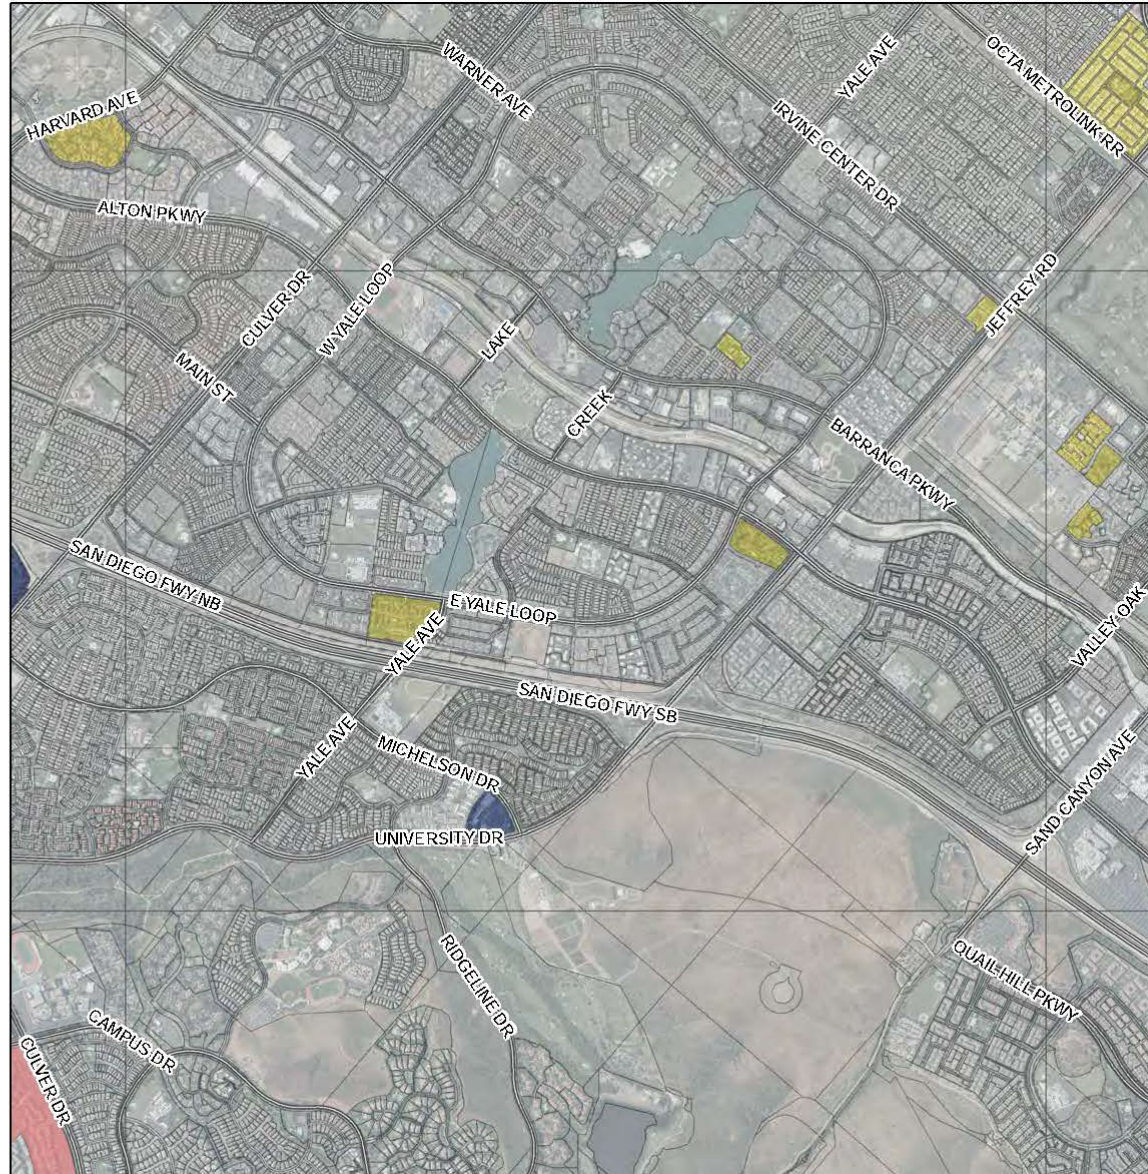 WARNER AVE
YALE AVE
OCTA METROLINK RR
HARVARD AVE
IRVINE CENTER DR
ALTON PKWY
CULVER DR
W YALE LOOP
LAKE
JEFFREY RD
MAIN ST
CREEK
BARRANCA PKWY
SAN DIEGO FWY NB
E YALE LOOP
YALE AVE
VALLEY OAK
SAN DIEGO FWY SB
YALE AVE
MICHELSON DR
SAND CANYON AVE
UNIVERSITY DR
RIDGELINE DR
QUAIL HILL PKWY
CAMPUS DR
CULVER DR